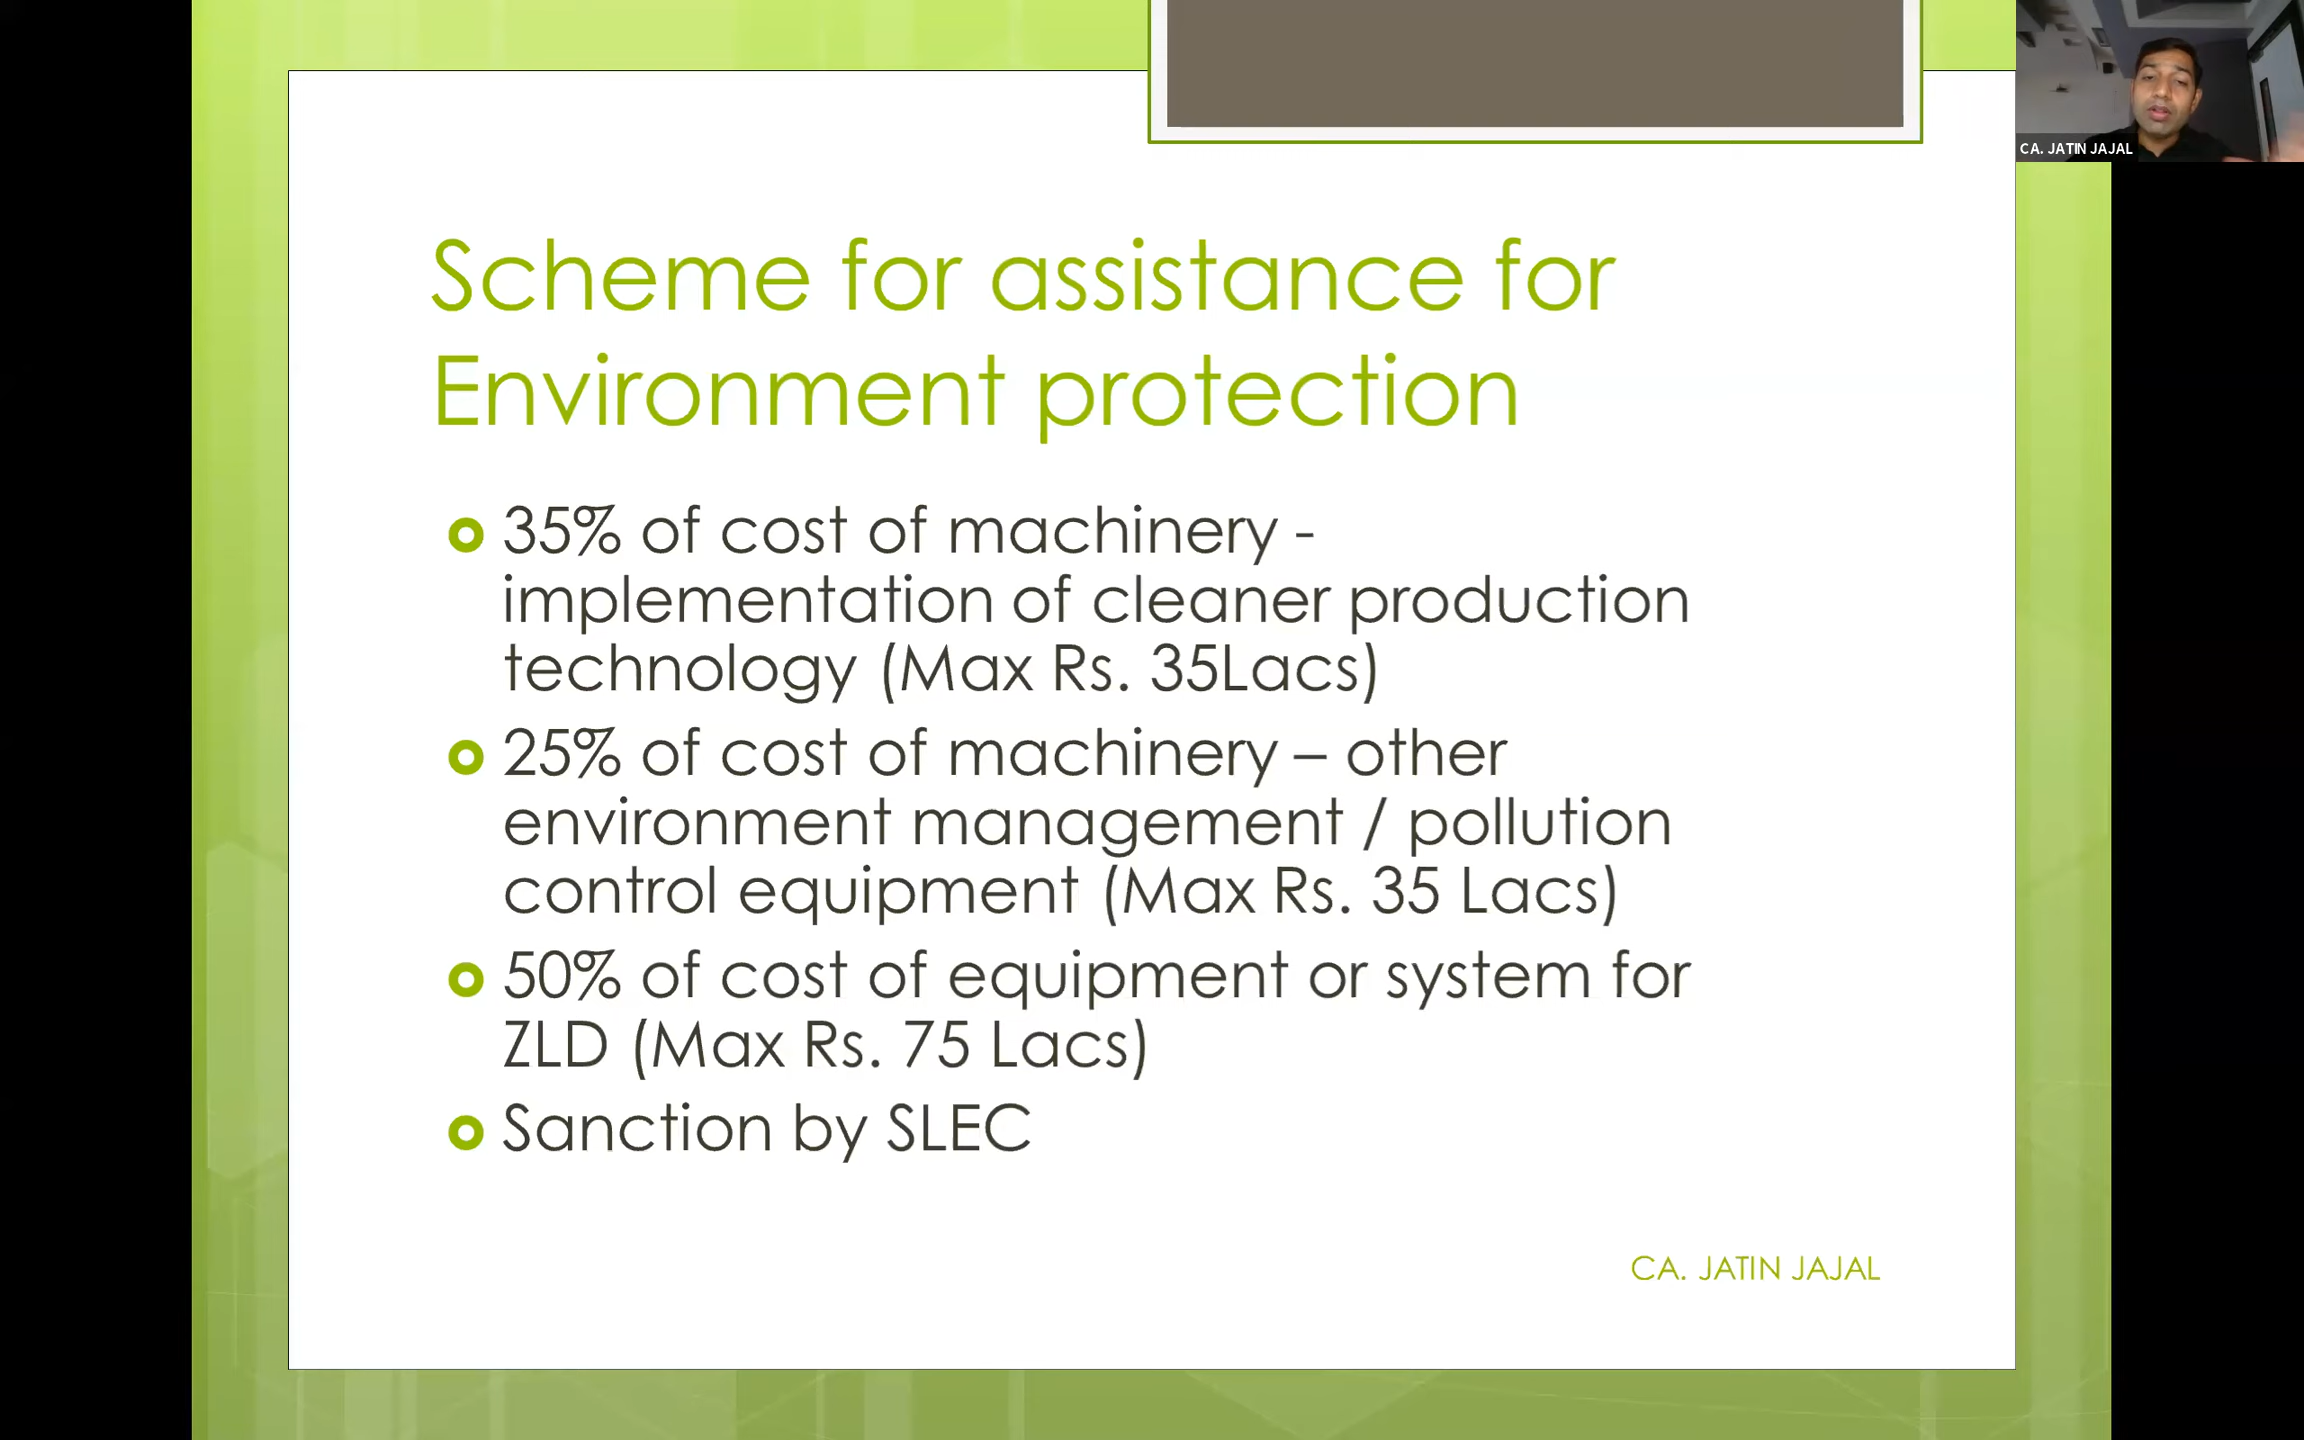 CA. JATIN JAJAL
Scheme for assistance for
Environment protection
35% of cost of machinery -
implementation of cleaner production
technology (Max Rs. 35Lacs)
25% of cost of machinery – other
environment management / pollution
control equipment (Max Rs. 35 Lacs)
50% of cost of equipment or system for
ZLD (Max Rs. 75 Lacs)
Sanction by SLEC
CA. JATIN JAJAL